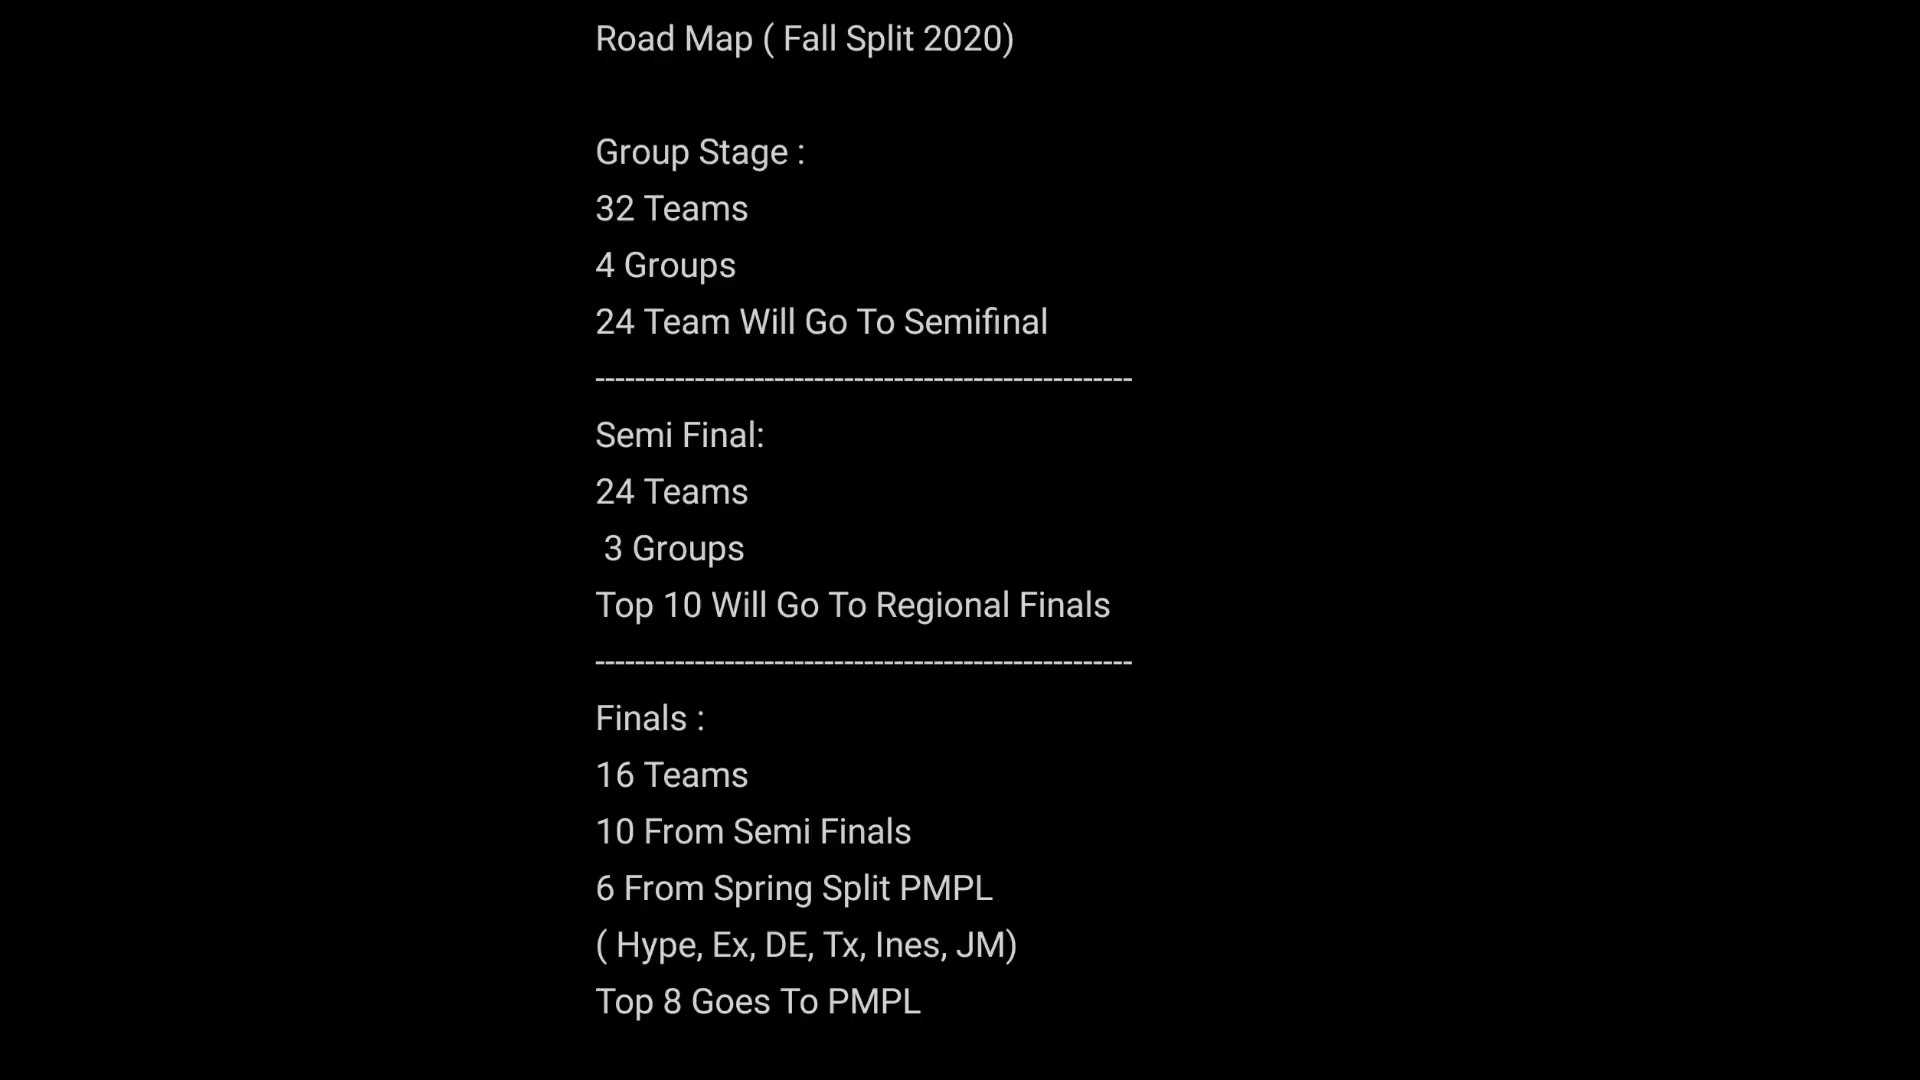 Road Map ( Fall Split 2020)
Group Stage :
32 Teams
4 Groups
24 Team Will Go To Semifinal
------------------------------------------------------
Semi Final:
24 Teams
3 Groups
Top 10 Will Go To Regional Finals
------------------------------------------------------
Finals :
16 Teams
10 From Semi Finals
6 From Spring Split PMPL
( Hype, Ex, DE, Tx, Ines, JM)
Top 8 Goes To PMPL